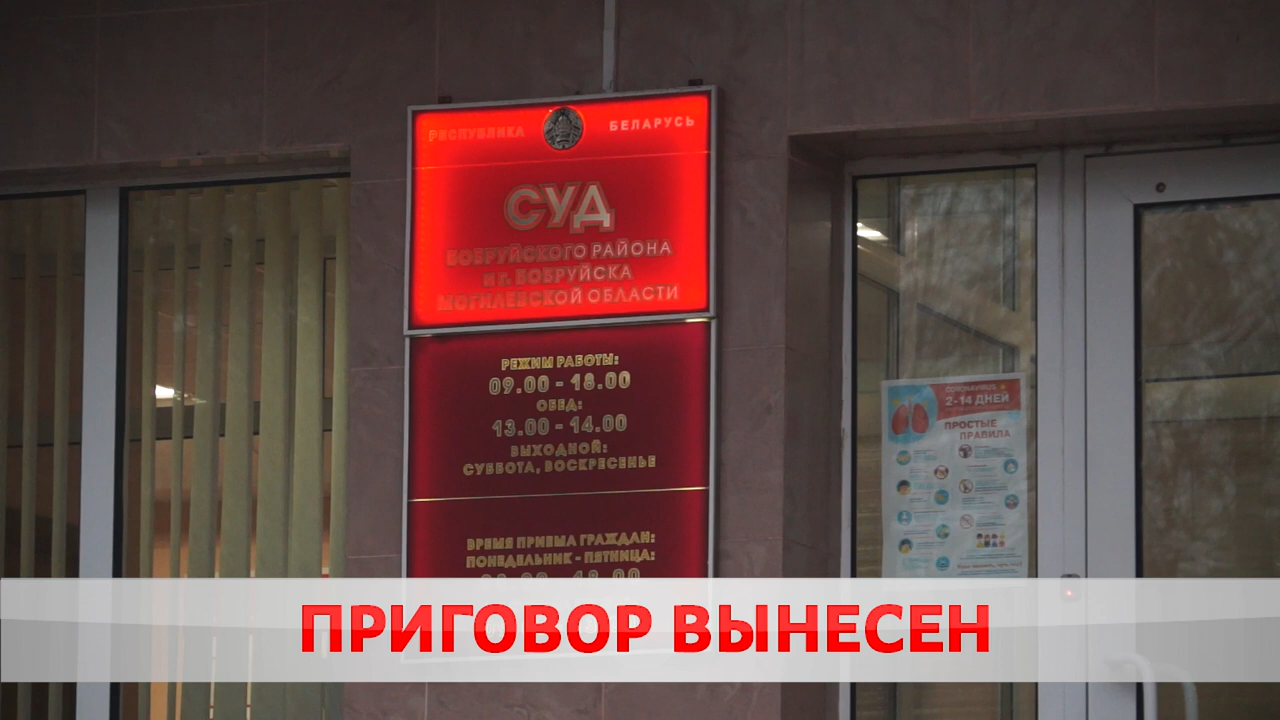 РЕСПУБЛИКА БЕЛАРУСЬ
СУД
БОБРУЙСКОГО РАЙОНА
И г. БОБРУЙСКА
МОГИЛЕВСКОЙ ОБЛАСТИ
РЕЖИМ РАБОТЫ:
09.00 - 18.00
ОБЕД:
13.00 - 14.00
ВЫХОДНОЙ:
СУББОТА, ВОСКРЕСЕНЬЕ
ВРЕМЯ ПРИЕМА ГРАЖДАН:
ПОНЕДЕЛЬНИК - ПЯТНИЦА:
CORONAVIRUS
2-14 ДНЕЙ
ПРОСТЫЕ
ПРАВИЛА
ПРИГОВОР ВЫНЕСЕН